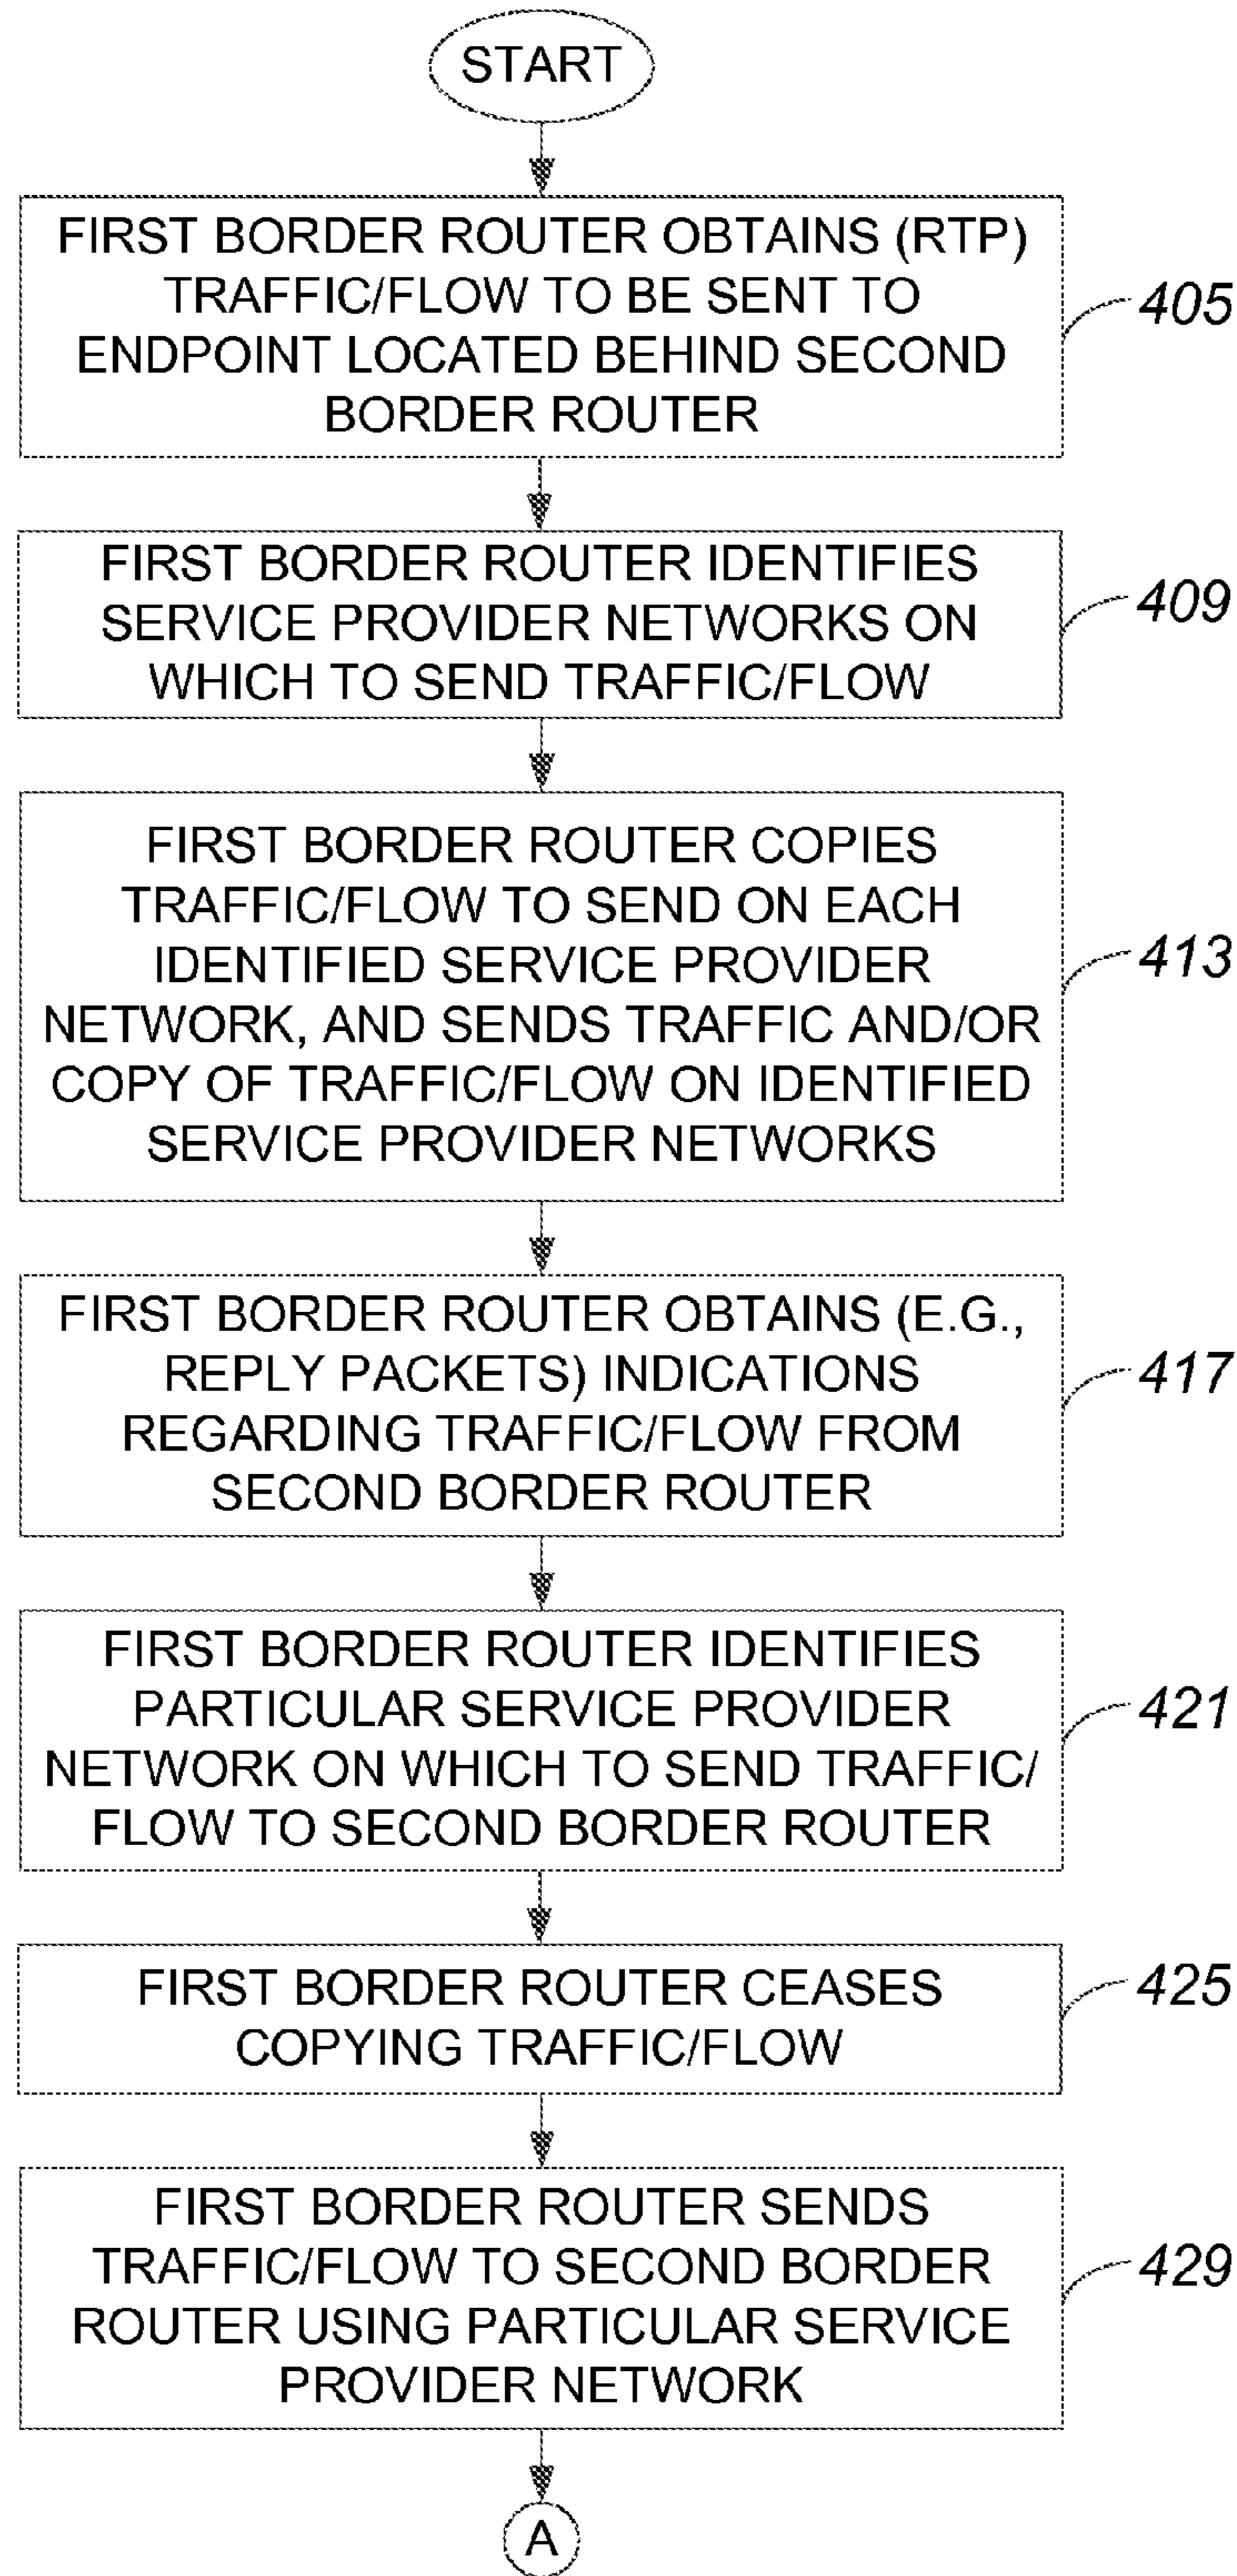 START
FIRST BORDER ROUTER OBTAINS (RTP)
TRAFFIC/FLOW TO BE SENT TO
ENDPOINT LOCATED BEHIND SECOND
BORDER ROUTER
405
FIRST BORDER ROUTER IDENTIFIES
SERVICE PROVIDER NETWORKS ON
WHICH TO SEND TRAFFIC/FLOW
409
FIRST BORDER ROUTER COPIES
TRAFFIC/FLOW TO SEND ON EACH
IDENTIFIED SERVICE PROVIDER
NETWORK, AND SENDS TRAFFIC AND/OR
COPY OF TRAFFIC/FLOW ON IDENTIFIED
SERVICE PROVIDER NETWORKS
413
FIRST BORDER ROUTER OBTAINS (E.G.,
REPLY PACKETS) INDICATIONS
REGARDING TRAFFIC/FLOW FROM
SECOND BORDER ROUTER
417
FIRST BORDER ROUTER IDENTIFIES
PARTICULAR SERVICE PROVIDER
NETWORK ON WHICH TO SEND TRAFFIC/
FLOW TO SECOND BORDER ROUTER
421
FIRST BORDER ROUTER CEASES
COPYING TRAFFIC/FLOW
425
FIRST BORDER ROUTER SENDS
TRAFFIC/FLOW TO SECOND BORDER
ROUTER USING PARTICULAR SERVICE
PROVIDER NETWORK
429
A